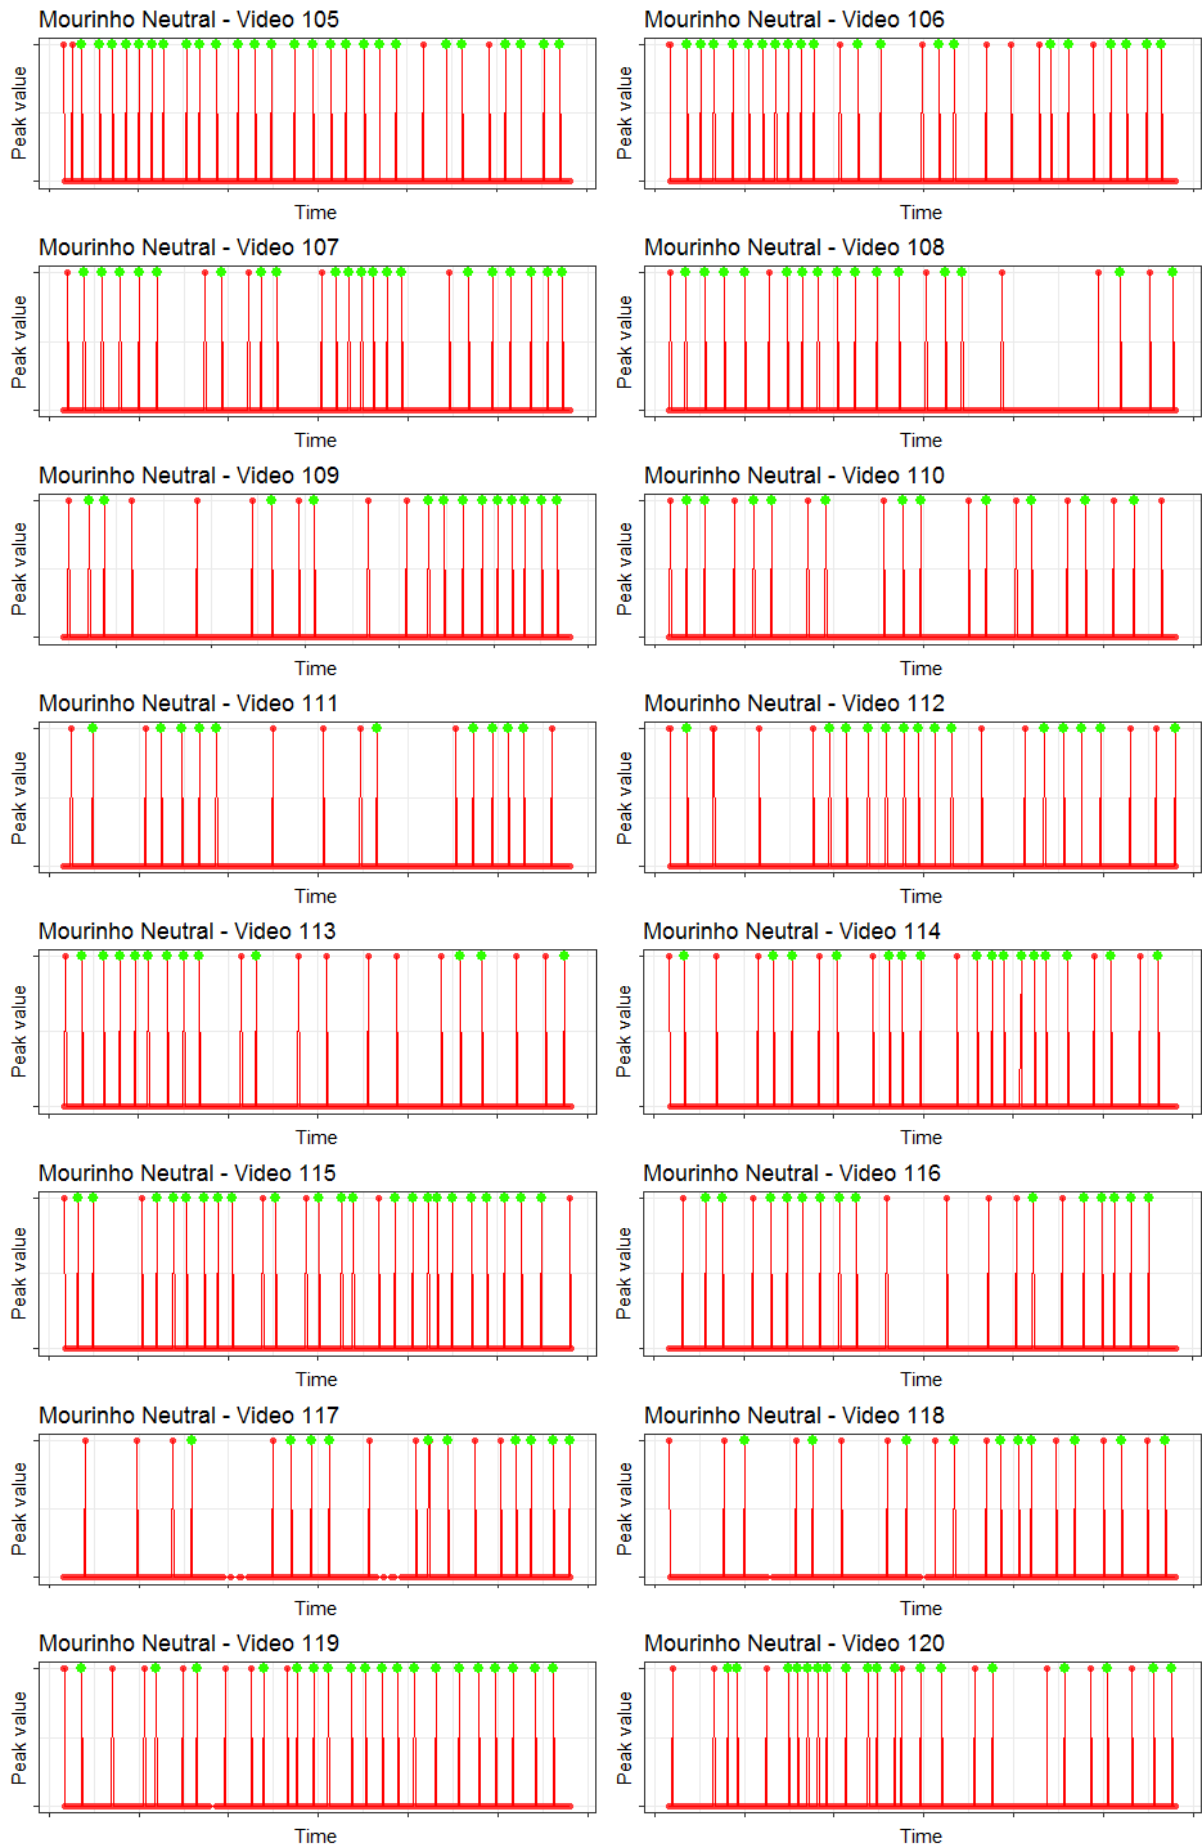 Mourinho Neutral - Video 105
Peak value
Time
Mourinho Neutral - Video 106
Peak value
Time
Mourinho Neutral - Video 107
Peak value
Time
Mourinho Neutral - Video 108
Peak value
Time
Mourinho Neutral - Video 109
Peak value
Time
Mourinho Neutral - Video 110
Peak value
Time
Mourinho Neutral - Video 111
Peak value
Time
Mourinho Neutral - Video 112
Peak value
Time
Mourinho Neutral - Video 113
Peak value
Time
Mourinho Neutral - Video 114
Peak value
Time
Mourinho Neutral - Video 115
Peak value
Time
Mourinho Neutral - Video 116
Peak value
Time
Mourinho Neutral - Video 117
Peak value
Time
Mourinho Neutral - Video 118
Peak value
Time
Mourinho Neutral - Video 119
Peak value
Time
Mourinho Neutral - Video 120
Peak value
Time